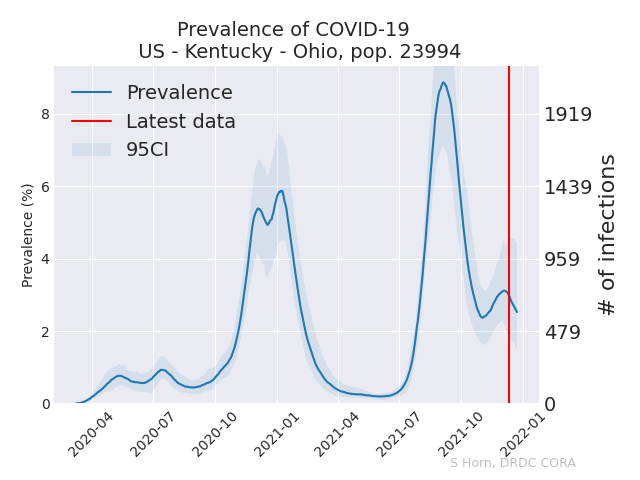 Prevalence of COVID-19
US - Kentucky - Ohio, pop. 23994
Prevalence
Latest data
95CI
Prevalence (%)
8
6
4
2
0
1919
1439
959
479
0
# of infections
2020-04
2020-07
2020-10
2021-01
2021-04
2021-07
2021-10
2022-01
S Horn, DRDC CORA